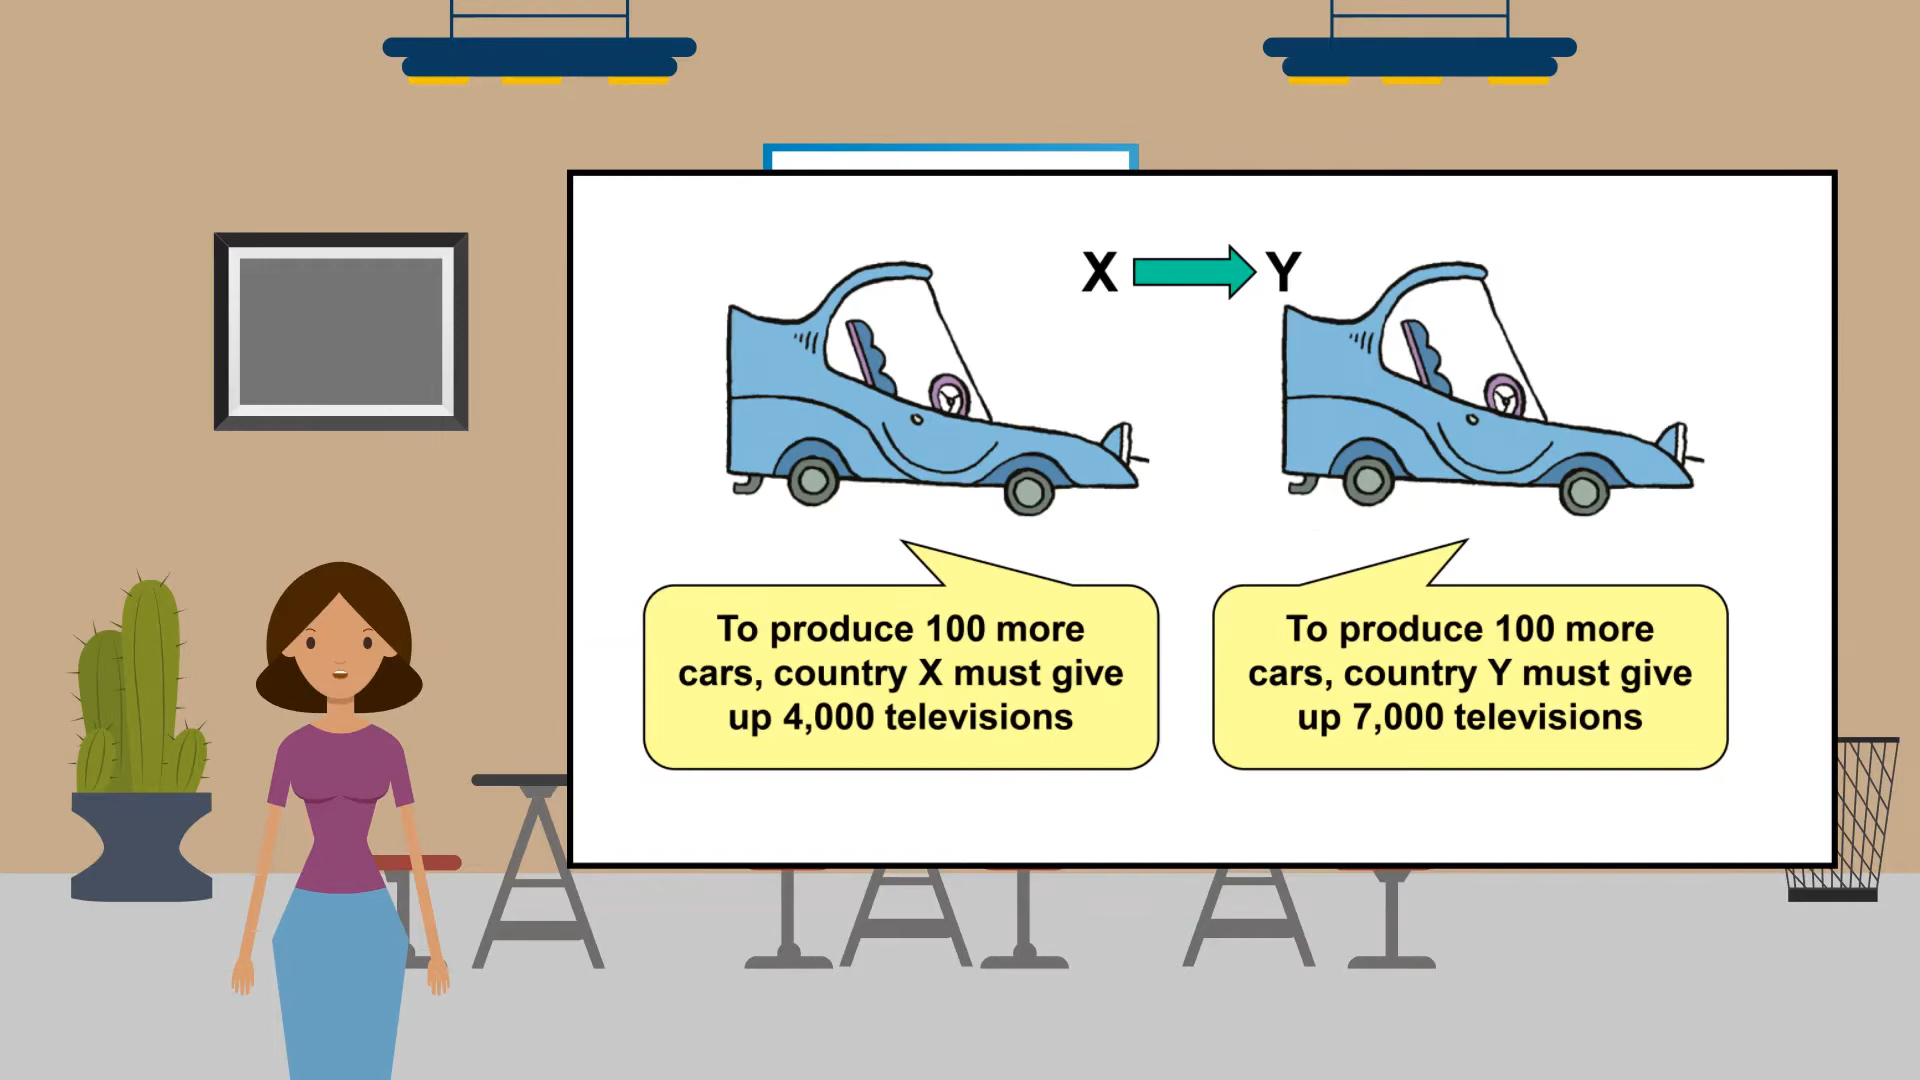 X Y
To produce 100 more
cars, country X must give
up 4,000 televisions
To produce 100 more
cars, country Y must give
up 7,000 televisions